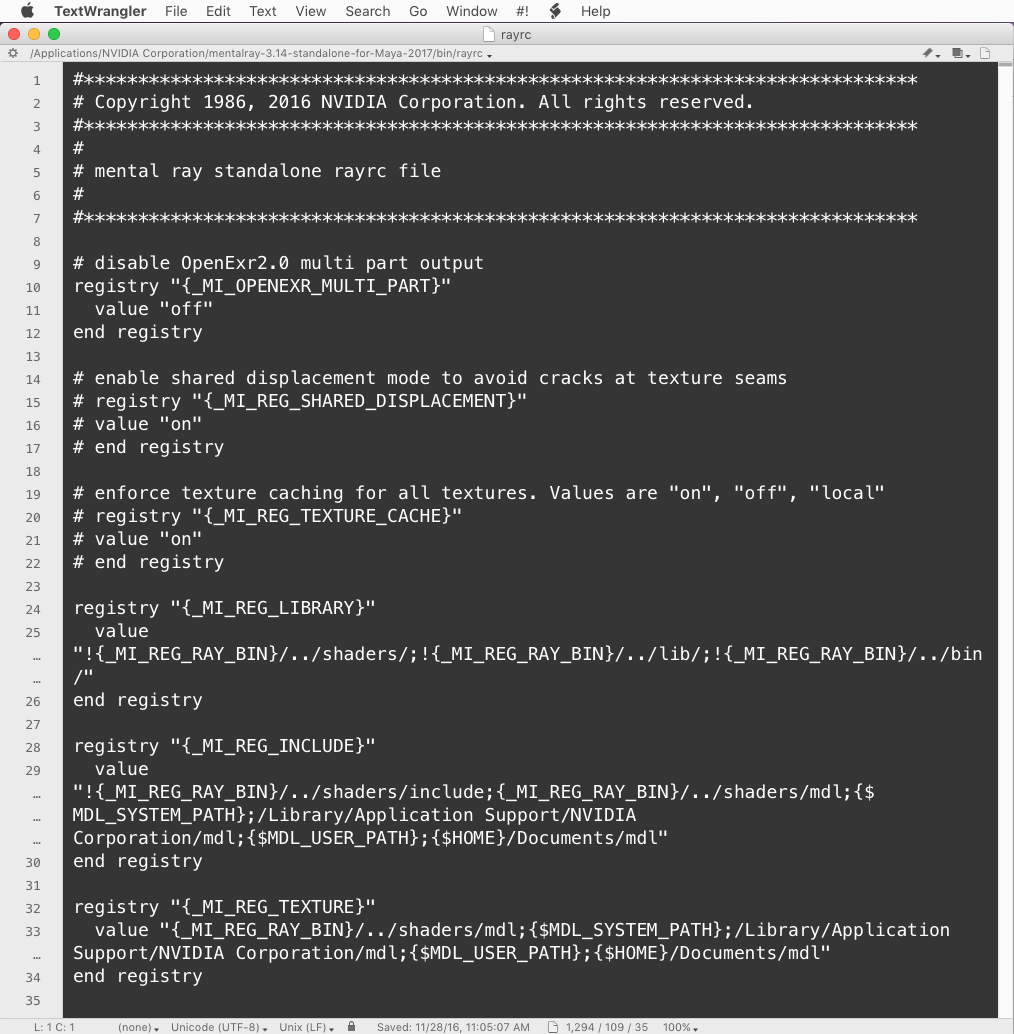 TextWrangler File Edit Text View Search Go Window #! Help
rayrc
/Applications/NVIDIA Corporation/mentalray-3.14-standalone-for-Maya-2017/bin/rayrc
1 #*****************************************************************************
2 # Copyright 1986, 2016 NVIDIA Corporation. All rights reserved.
3 #*****************************************************************************
4 #
5 # mental ray standalone rayrc file
6 #
7 #*****************************************************************************
8
9 # disable OpenExr2.0 multi part output
10 registry "{_MI_OPENEXR_MULTI_PART}"
11   value "off"
12 end registry
13
14 # enable shared displacement mode to avoid cracks at texture seams
15 # registry "{_MI_REG_SHARED_DISPLACEMENT}"
16 # value "on"
17 # end registry
18
19 # enforce texture caching for all textures. Values are "on", "off", "local"
20 # registry "{_MI_REG_TEXTURE_CACHE}"
21 # value "on"
22 # end registry
23
24 registry "{_MI_REG_LIBRARY}"
25   value
… "!{_MI_REG_RAY_BIN}/../shaders/;!{_MI_REG_RAY_BIN}/../lib/;!{_MI_REG_RAY_BIN}/../bin
… /"
26 end registry
27
28 registry "{_MI_REG_INCLUDE}"
29   value
… "!{_MI_REG_RAY_BIN}/../shaders/include;{_MI_REG_RAY_BIN}/../shaders/mdl;{$
… MDL_SYSTEM_PATH};/Library/Application Support/NVIDIA
… Corporation/mdl;{$MDL_USER_PATH};{$HOME}/Documents/mdl"
30 end registry
31
32 registry "{_MI_REG_TEXTURE}"
33   value "{_MI_REG_RAY_BIN}/../shaders/mdl;{$MDL_SYSTEM_PATH};/Library/Application
… Support/NVIDIA Corporation/mdl;{$MDL_USER_PATH};{$HOME}/Documents/mdl"
34 end registry
35
L: 1 C: 1 (none) Unicode (UTF-8) Unix (LF) Saved: 11/28/16, 11:05:07 AM 1,294 / 109 / 35 100%